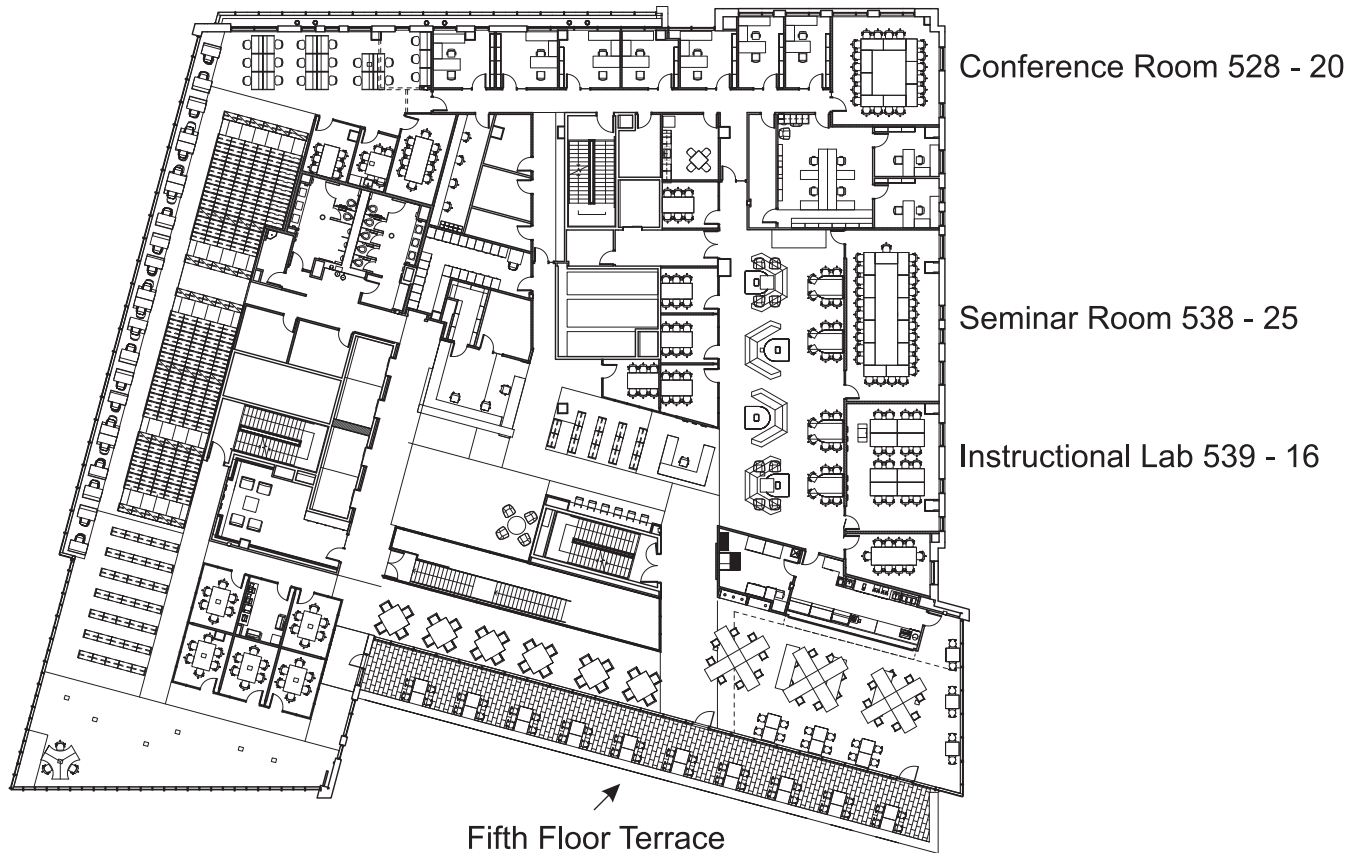 Conference Room 528 - 20
Seminar Room 538 - 25
Instructional Lab 539 - 16
Fifth Floor Terrace